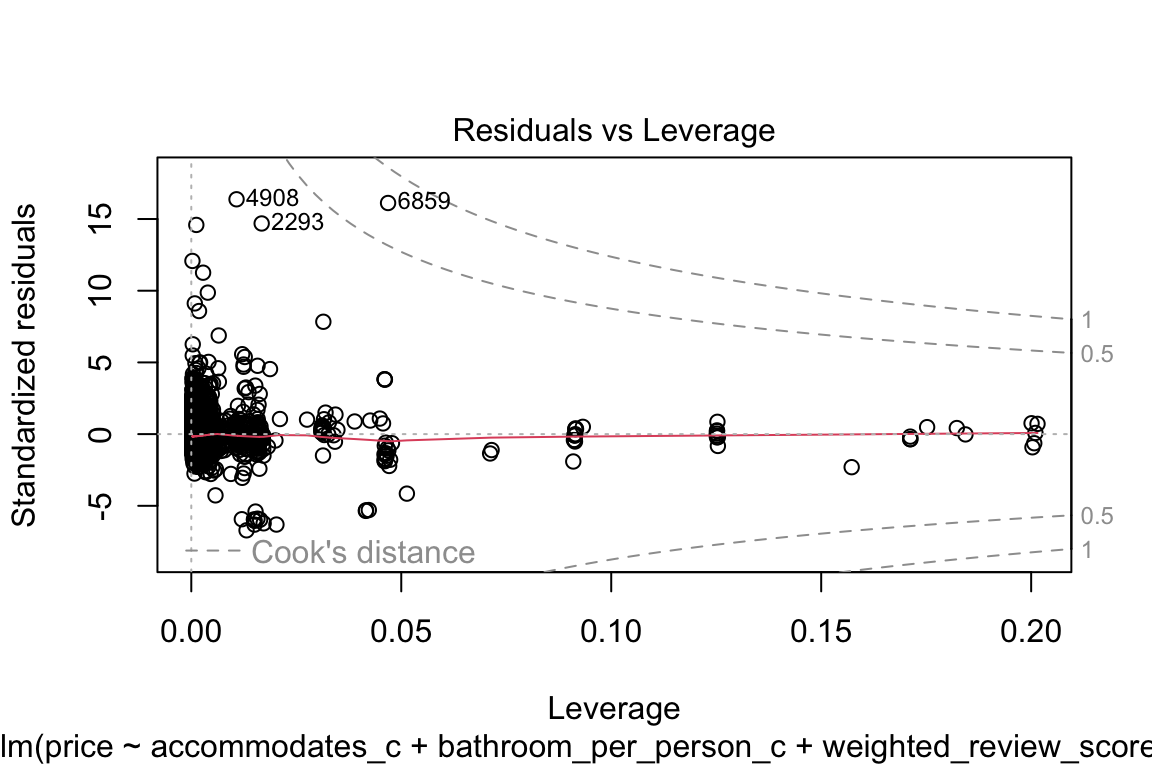 Residuals vs Leverage
4908
6859
2293
Standardized residuals
15
10
5
0
-5
1
0.5
0.5
1
Cook's distance
0.00 0.05 0.10 0.15 0.20
Leverage
lm(price ~ accommodates_c + bathroom_per_person_c + weighted_review_score